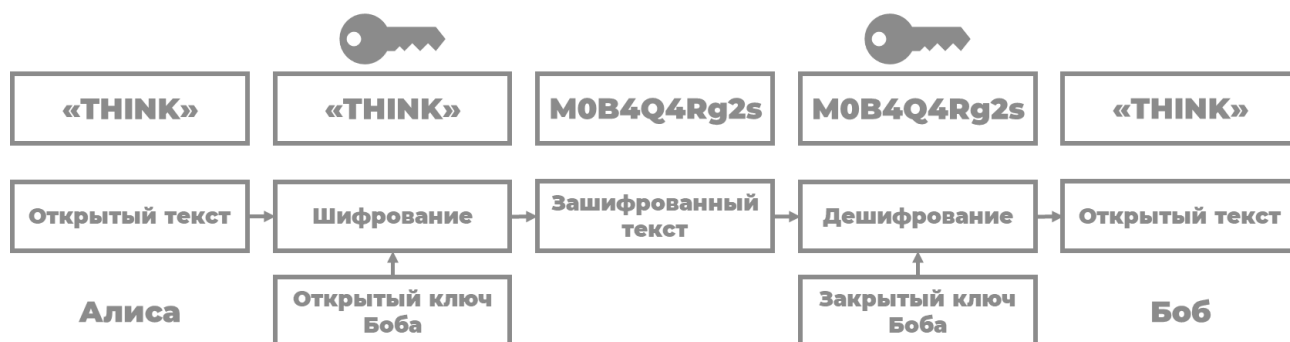 «THINK»
«THINK»
M0B4Q4Rg2s
M0B4Q4Rg2s
«THINK»
Открытый текст
Шифрование
Зашифрованный
текст
Дешифрование
Открытый текст
Алиса
Открытый ключ
Боба
Закрытый ключ
Боба
Боб